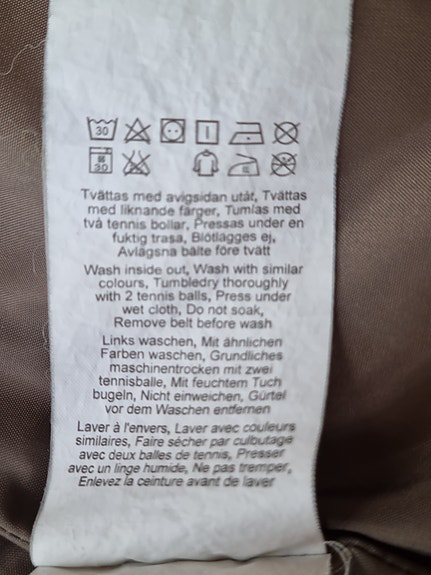 30
30
Tvättas med avigsidan utåt, Tvättas
med liknande färger, Tumlas med
två tennis bollar, Pressas under en
fuktig trasa, Blötlägges ej,
Avlägsna bälte före tvätt
Wash inside out, Wash with similar
colours, Tumbledry thoroughly
with 2 tennis balls, Press under
wet cloth, Do not soak,
Remove belt before wash
Links waschen, Mit ähnlichen
Farben waschen, Grundliches
maschinentrocken mit zwei
tennisballe, Mit feuchtem Tuch
bugeln, Nicht einweichen, Gürtel
vor dem Waschen entfernen
Laver à l'envers, Laver avec couleurs
similaires, Faire sécher par culbutage
avec deux balles de tennis, Presser
avec un linge humide, Ne pas tremper,
Enlevez la ceinture avant de laver